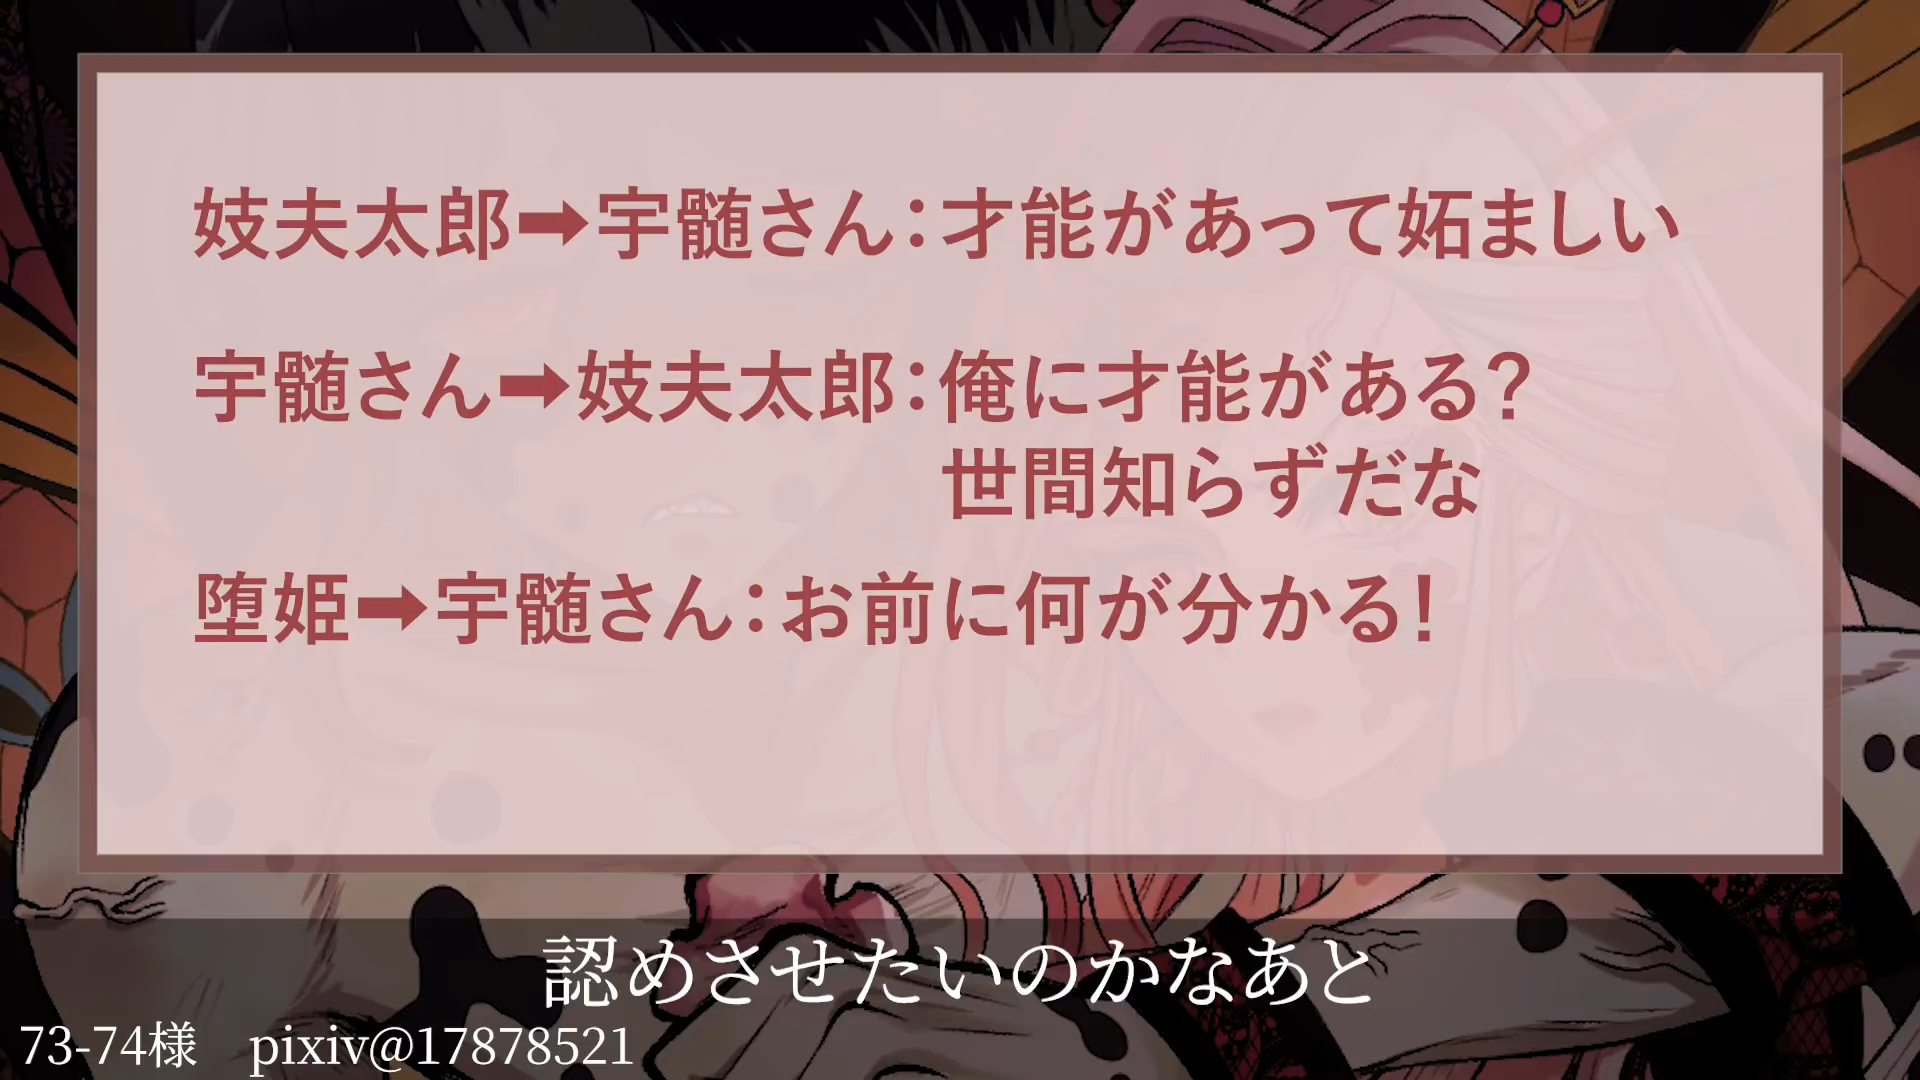 妓夫太郎➡宇髄さん：才能があって妬ましい
宇髄さん➡妓夫太郎：俺に才能がある？
世間知らずだな
堕姫➡宇髄さん：お前に何が分かる！
認めさせたいのかなあと
73-74様　pixiv@17878521